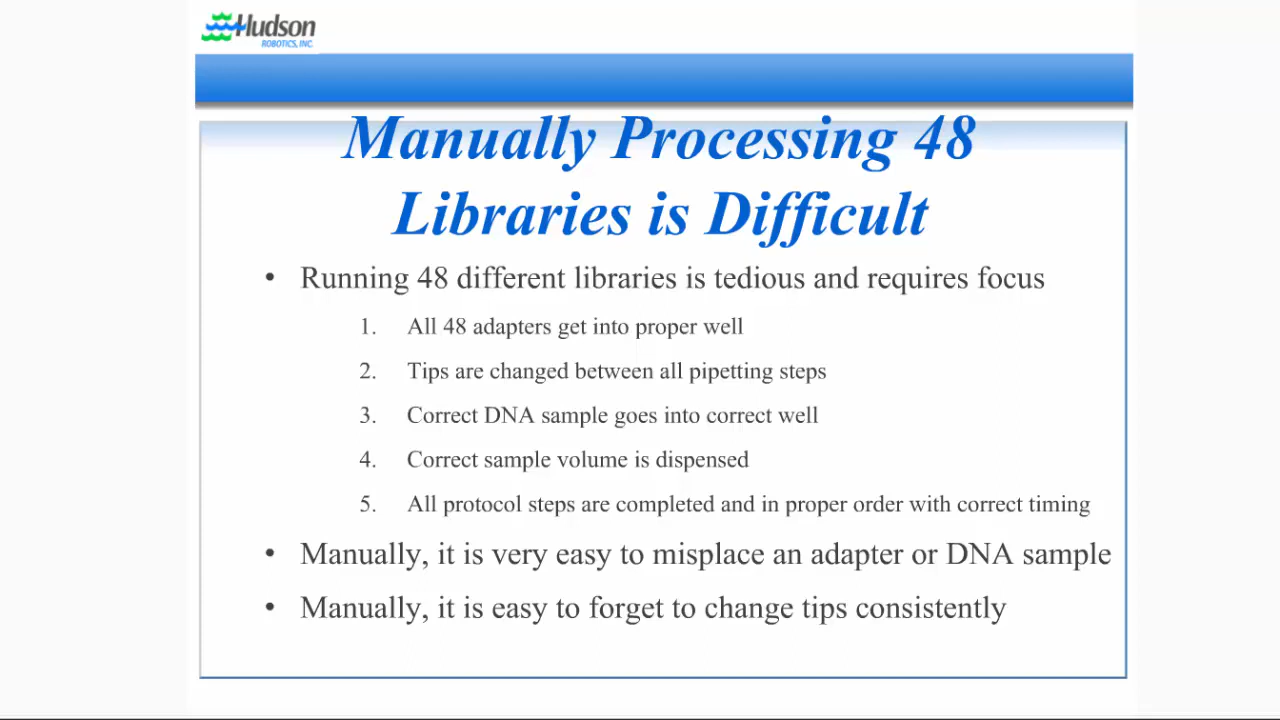 Hudson
ROBOTICS, INC.
Manually Processing 48
Libraries is Difficult
• Running 48 different libraries is tedious and requires focus
1. All 48 adapters get into proper well
2. Tips are changed between all pipetting steps
3. Correct DNA sample goes into correct well
4. Correct sample volume is dispensed
5. All protocol steps are completed and in proper order with correct timing
• Manually, it is very easy to misplace an adapter or DNA sample
• Manually, it is easy to forget to change tips consistently